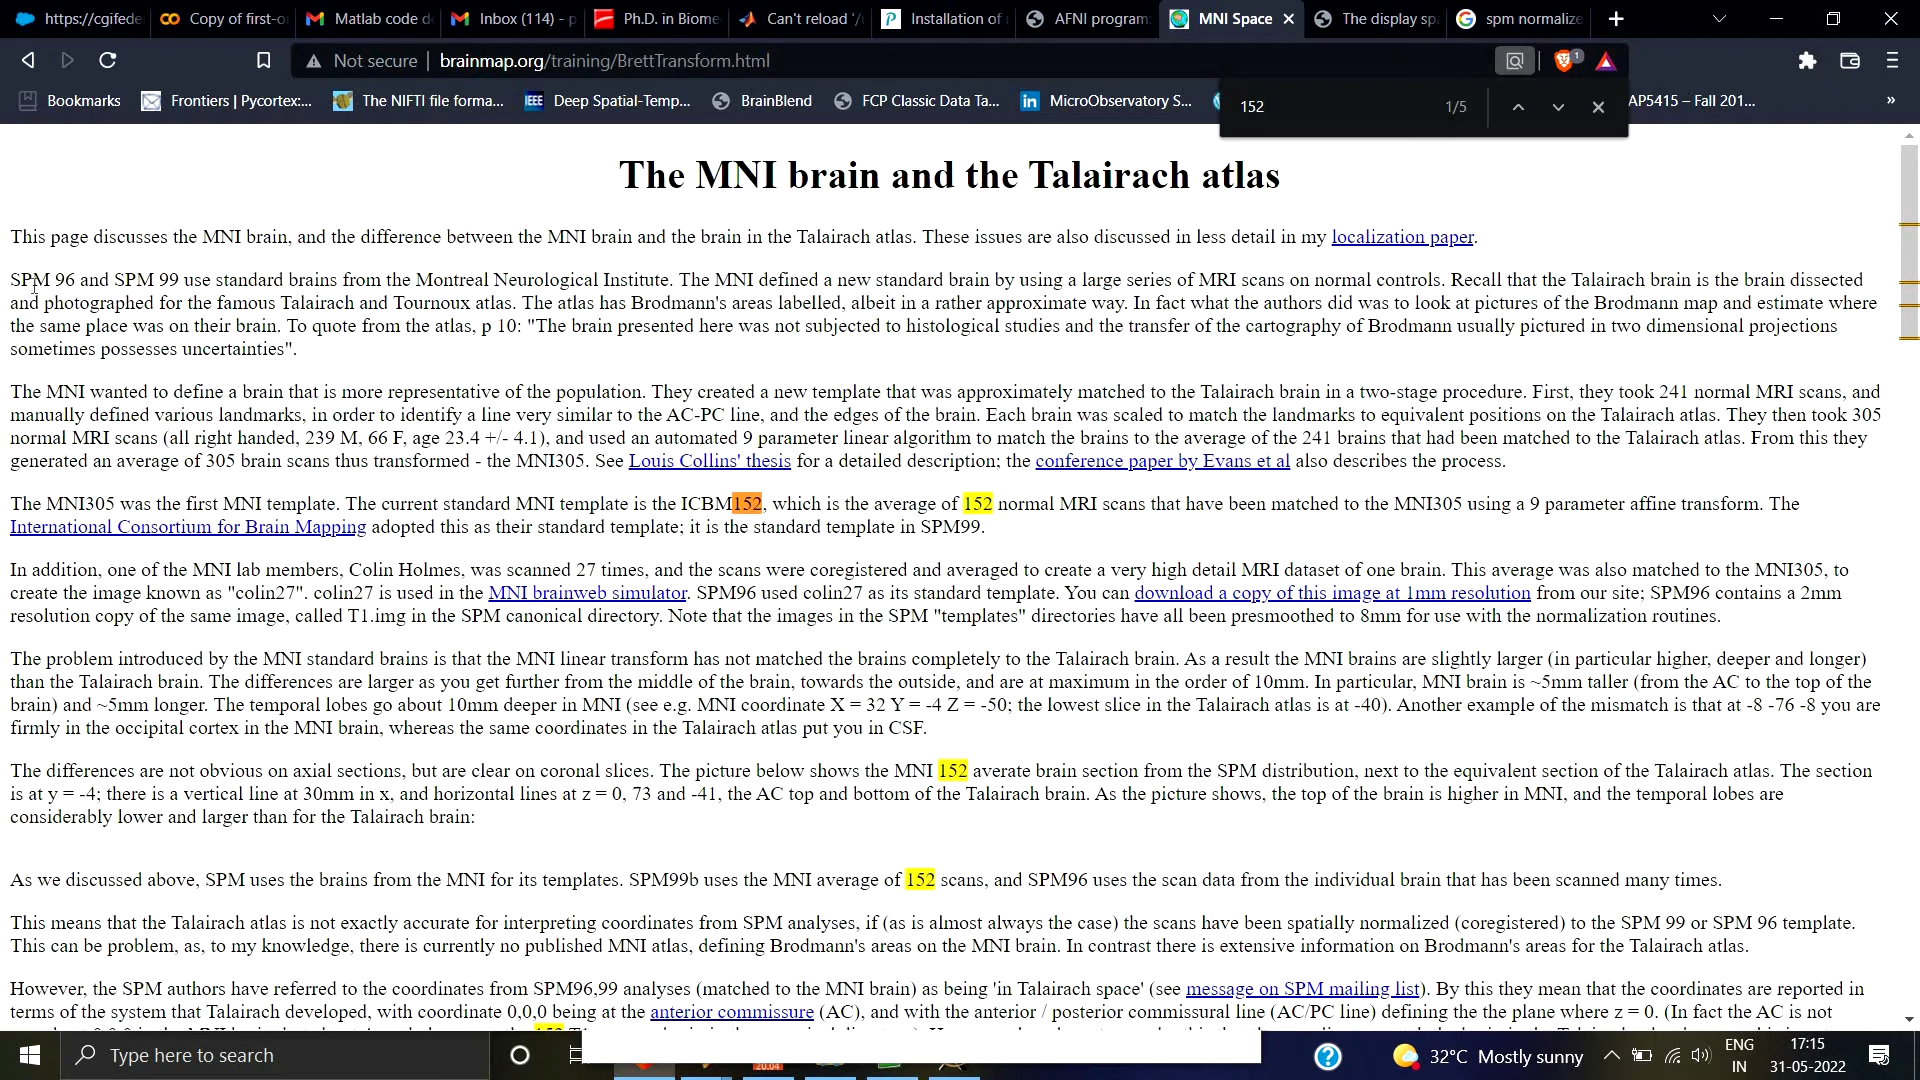 https://cgifede
Copy of first-o
Matlab code d
Inbox (114) - p
Ph.D. in Biome
Can't reload '/
Installation of
AFNI program
MNI Space
The display sp
spm normalize
Not secure | brainmap.org/training/BrettTransform.html
1
Bookmarks
Frontiers | Pycortex:...
The NIFTI file forma...
IEEE Deep Spatial-Temp...
BrainBlend
FCP Classic Data Ta...
in MicroObservatory S...
AP5415 – Fall 201...
»
152 1/5
The MNI brain and the Talairach atlas
This page discusses the MNI brain, and the difference between the MNI brain and the brain in the Talairach atlas. These issues are also discussed in less detail in my localization paper.
SPM 96 and SPM 99 use standard brains from the Montreal Neurological Institute. The MNI defined a new standard brain by using a large series of MRI scans on normal controls. Recall that the Talairach brain is the brain dissected
and photographed for the famous Talairach and Tournoux atlas. The atlas has Brodmann's areas labelled, albeit in a rather approximate way. In fact what the authors did was to look at pictures of the Brodmann map and estimate where
the same place was on their brain. To quote from the atlas, p 10: "The brain presented here was not subjected to histological studies and the transfer of the cartography of Brodmann usually pictured in two dimensional projections
sometimes possesses uncertainties".
The MNI wanted to define a brain that is more representative of the population. They created a new template that was approximately matched to the Talairach brain in a two-stage procedure. First, they took 241 normal MRI scans, and
manually defined various landmarks, in order to identify a line very similar to the AC-PC line, and the edges of the brain. Each brain was scaled to match the landmarks to equivalent positions on the Talairach atlas. They then took 305
normal MRI scans (all right handed, 239 M, 66 F, age 23.4 +/- 4.1), and used an automated 9 parameter linear algorithm to match the brains to the average of the 241 brains that had been matched to the Talairach atlas. From this they
generated an average of 305 brain scans thus transformed - the MNI305. See Louis Collins' thesis for a detailed description; the conference paper by Evans et al also describes the process.
The MNI305 was the first MNI template. The current standard MNI template is the ICBM152, which is the average of 152 normal MRI scans that have been matched to the MNI305 using a 9 parameter affine transform. The
International Consortium for Brain Mapping adopted this as their standard template; it is the standard template in SPM99.
In addition, one of the MNI lab members, Colin Holmes, was scanned 27 times, and the scans were coregistered and averaged to create a very high detail MRI dataset of one brain. This average was also matched to the MNI305, to
create the image known as "colin27". colin27 is used in the MNI brainweb simulator. SPM96 used colin27 as its standard template. You can download a copy of this image at 1mm resolution from our site; SPM96 contains a 2mm
resolution copy of the same image, called T1.img in the SPM canonical directory. Note that the images in the SPM "templates" directories have all been presmoothed to 8mm for use with the normalization routines.
The problem introduced by the MNI standard brains is that the MNI linear transform has not matched the brains completely to the Talairach brain. As a result the MNI brains are slightly larger (in particular higher, deeper and longer)
than the Talairach brain. The differences are larger as you get further from the middle of the brain, towards the outside, and are at maximum in the order of 10mm. In particular, MNI brain is ~5mm taller (from the AC to the top of the
brain) and ~5mm longer. The temporal lobes go about 10mm deeper in MNI (see e.g. MNI coordinate X = 32 Y = -4 Z = -50; the lowest slice in the Talairach atlas is at -40). Another example of the mismatch is that at -8 -76 -8 you are
firmly in the occipital cortex in the MNI brain, whereas the same coordinates in the Talairach atlas put you in CSF.
The differences are not obvious on axial sections, but are clear on coronal slices. The picture below shows the MNI 152 averate brain section from the SPM distribution, next to the equivalent section of the Talairach atlas. The section
is at y = -4; there is a vertical line at 30mm in x, and horizontal lines at z = 0, 73 and -41, the AC top and bottom of the Talairach brain. As the picture shows, the top of the brain is higher in MNI, and the temporal lobes are
considerably lower and larger than for the Talairach brain:
As we discussed above, SPM uses the brains from the MNI for its templates. SPM99b uses the MNI average of 152 scans, and SPM96 uses the scan data from the individual brain that has been scanned many times.
This means that the Talairach atlas is not exactly accurate for interpreting coordinates from SPM analyses, if (as is almost always the case) the scans have been spatially normalized (coregistered) to the SPM 99 or SPM 96 template.
This can be problem, as, to my knowledge, there is currently no published MNI atlas, defining Brodmann's areas on the MNI brain. In contrast there is extensive information on Brodmann's areas for the Talairach atlas.
However, the SPM authors have referred to the coordinates from SPM96,99 analyses (matched to the MNI brain) as being 'in Talairach space' (see message on SPM mailing list). By this they mean that the coordinates are reported in
terms of the system that Talairach developed, with coordinate 0,0,0 being at the anterior commissure (AC), and with the anterior / posterior commissural line (AC/PC line) defining the the plane where z = 0. (In fact the AC is not
Type here to search
20.04
32°C Mostly sunny
ENG
IN
17:15
31-05-2022